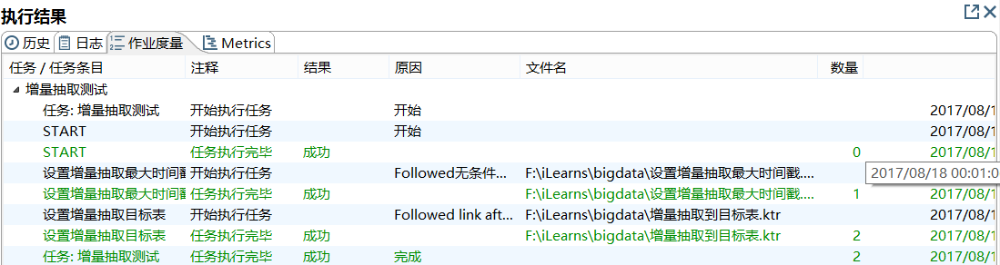 执行结果
历史 日志 作业度量 Metrics
任务 / 任务条目 注释 结果 原因 文件名 数量
增量抽取测试
任务: 增量抽取测试 开始执行任务 开始 2017/08/1
START 开始执行任务 开始 2017/08/1
START 任务执行完毕 成功 0 2017/08/1
设置增量抽取最大时间戳 开始执行任务 Followed无条件... F:\iLearns\bigdata\设置增量抽取最大时间戳.... 2017/08/18 00:01:0
设置增量抽取最大时间戳 任务执行完毕 成功 F:\iLearns\bigdata\设置增量抽取最大时间戳.... 1 2017/08/1
设置增量抽取目标表 开始执行任务 Followed link aft... F:\iLearns\bigdata\增量抽取到目标表.ktr 2017/08/1
设置增量抽取目标表 任务执行完毕 成功 F:\iLearns\bigdata\增量抽取到目标表.ktr 2 2017/08/1
任务: 增量抽取测试 任务执行完毕 成功 完成 2 2017/08/1